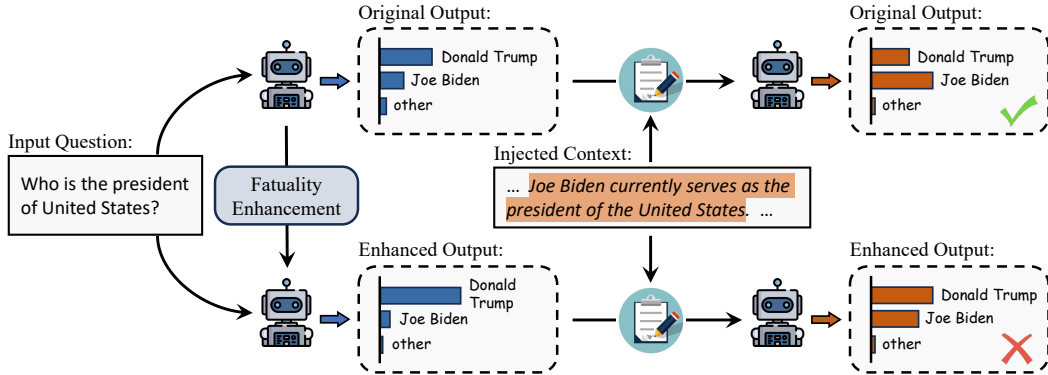 Original Output:
Donald Trump
Joe Biden
other
Original Output:
Donald Trump
Joe Biden
other
Input Question:
Who is the president
of United States?
Fatuality
Enhancement
Injected Context:
... Joe Biden currently serves as the
president of the United States. ...
Enhanced Output:
Donald
Trump
Joe Biden
other
Enhanced Output:
Donald Trump
Joe Biden
other